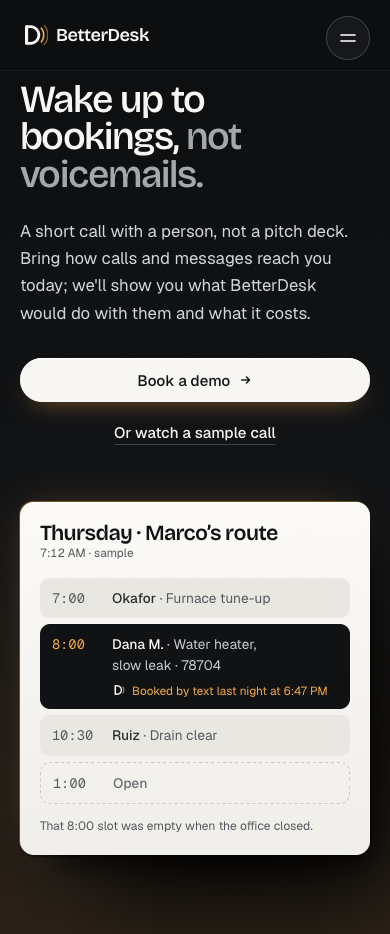 BetterDesk
Wake up to
bookings, not
voicemails.
A short call with a person, not a pitch deck.
Bring how calls and messages reach you
today; we'll show you what BetterDesk
would do with them and what it costs.
Book a demo →
Or watch a sample call
Thursday · Marco’s route
7:12 AM · sample
7:00 Okafor · Furnace tune-up
8:00 Dana M. · Water heater,
slow leak · 78704
Booked by text last night at 6:47 PM
10:30 Ruiz · Drain clear
1:00 Open
That 8:00 slot was empty when the office closed.